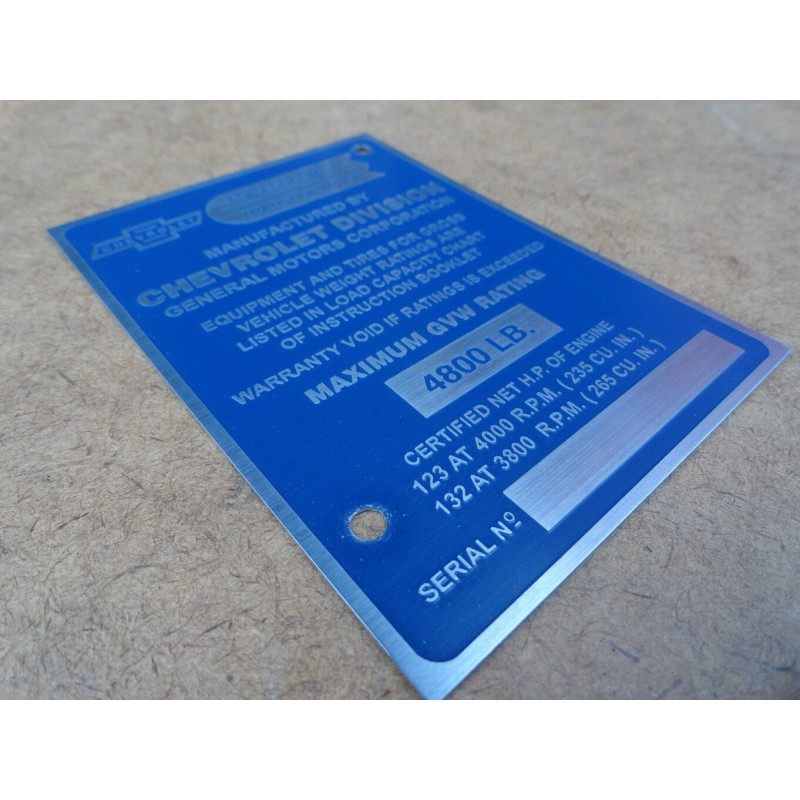 CHEVROLET
MANUFACTURED BY
CHEVROLET DIVISION
GENERAL MOTORS CORPORATION
EQUIPMENT AND TIRES FOR GROSS
VEHICLE WEIGHT RATINGS ARE
LISTED IN LOAD CAPACITY CHART
OF INSTRUCTION BOOKLET
WARRANTY VOID IF RATINGS IS EXCEEDED
MAXIMUM GVW RATING
4800 LB.
CERTIFIED NET H.P. OF ENGINE
123 AT 4000 R.P.M. ( 235 CU. IN. )
132 AT 3800 R.P.M. ( 265 CU. IN. )
SERIAL Nº